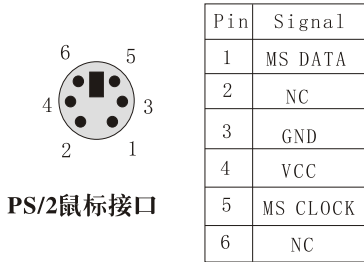 6 5
4 3
2 1
PS/2鼠标接口
Pin Signal
1 MS DATA
2 NC
3 GND
4 VCC
5 MS CLOCK
6 NC